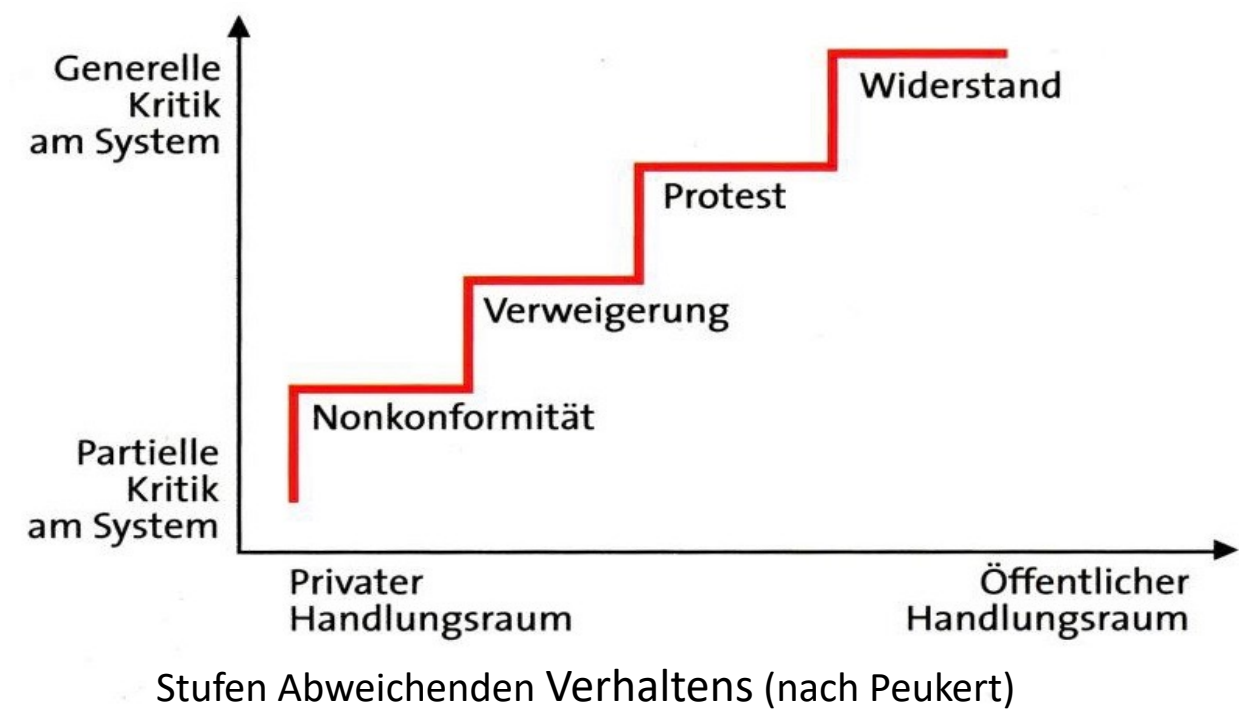 Generelle
Kritik
am System
Widerstand
Protest
Verweigerung
Nonkonformität
Partielle
Kritik
am System
Privater
Handlungsraum
Öffentlicher
Handlungsraum
Stufen Abweichenden Verhaltens (nach Peukert)